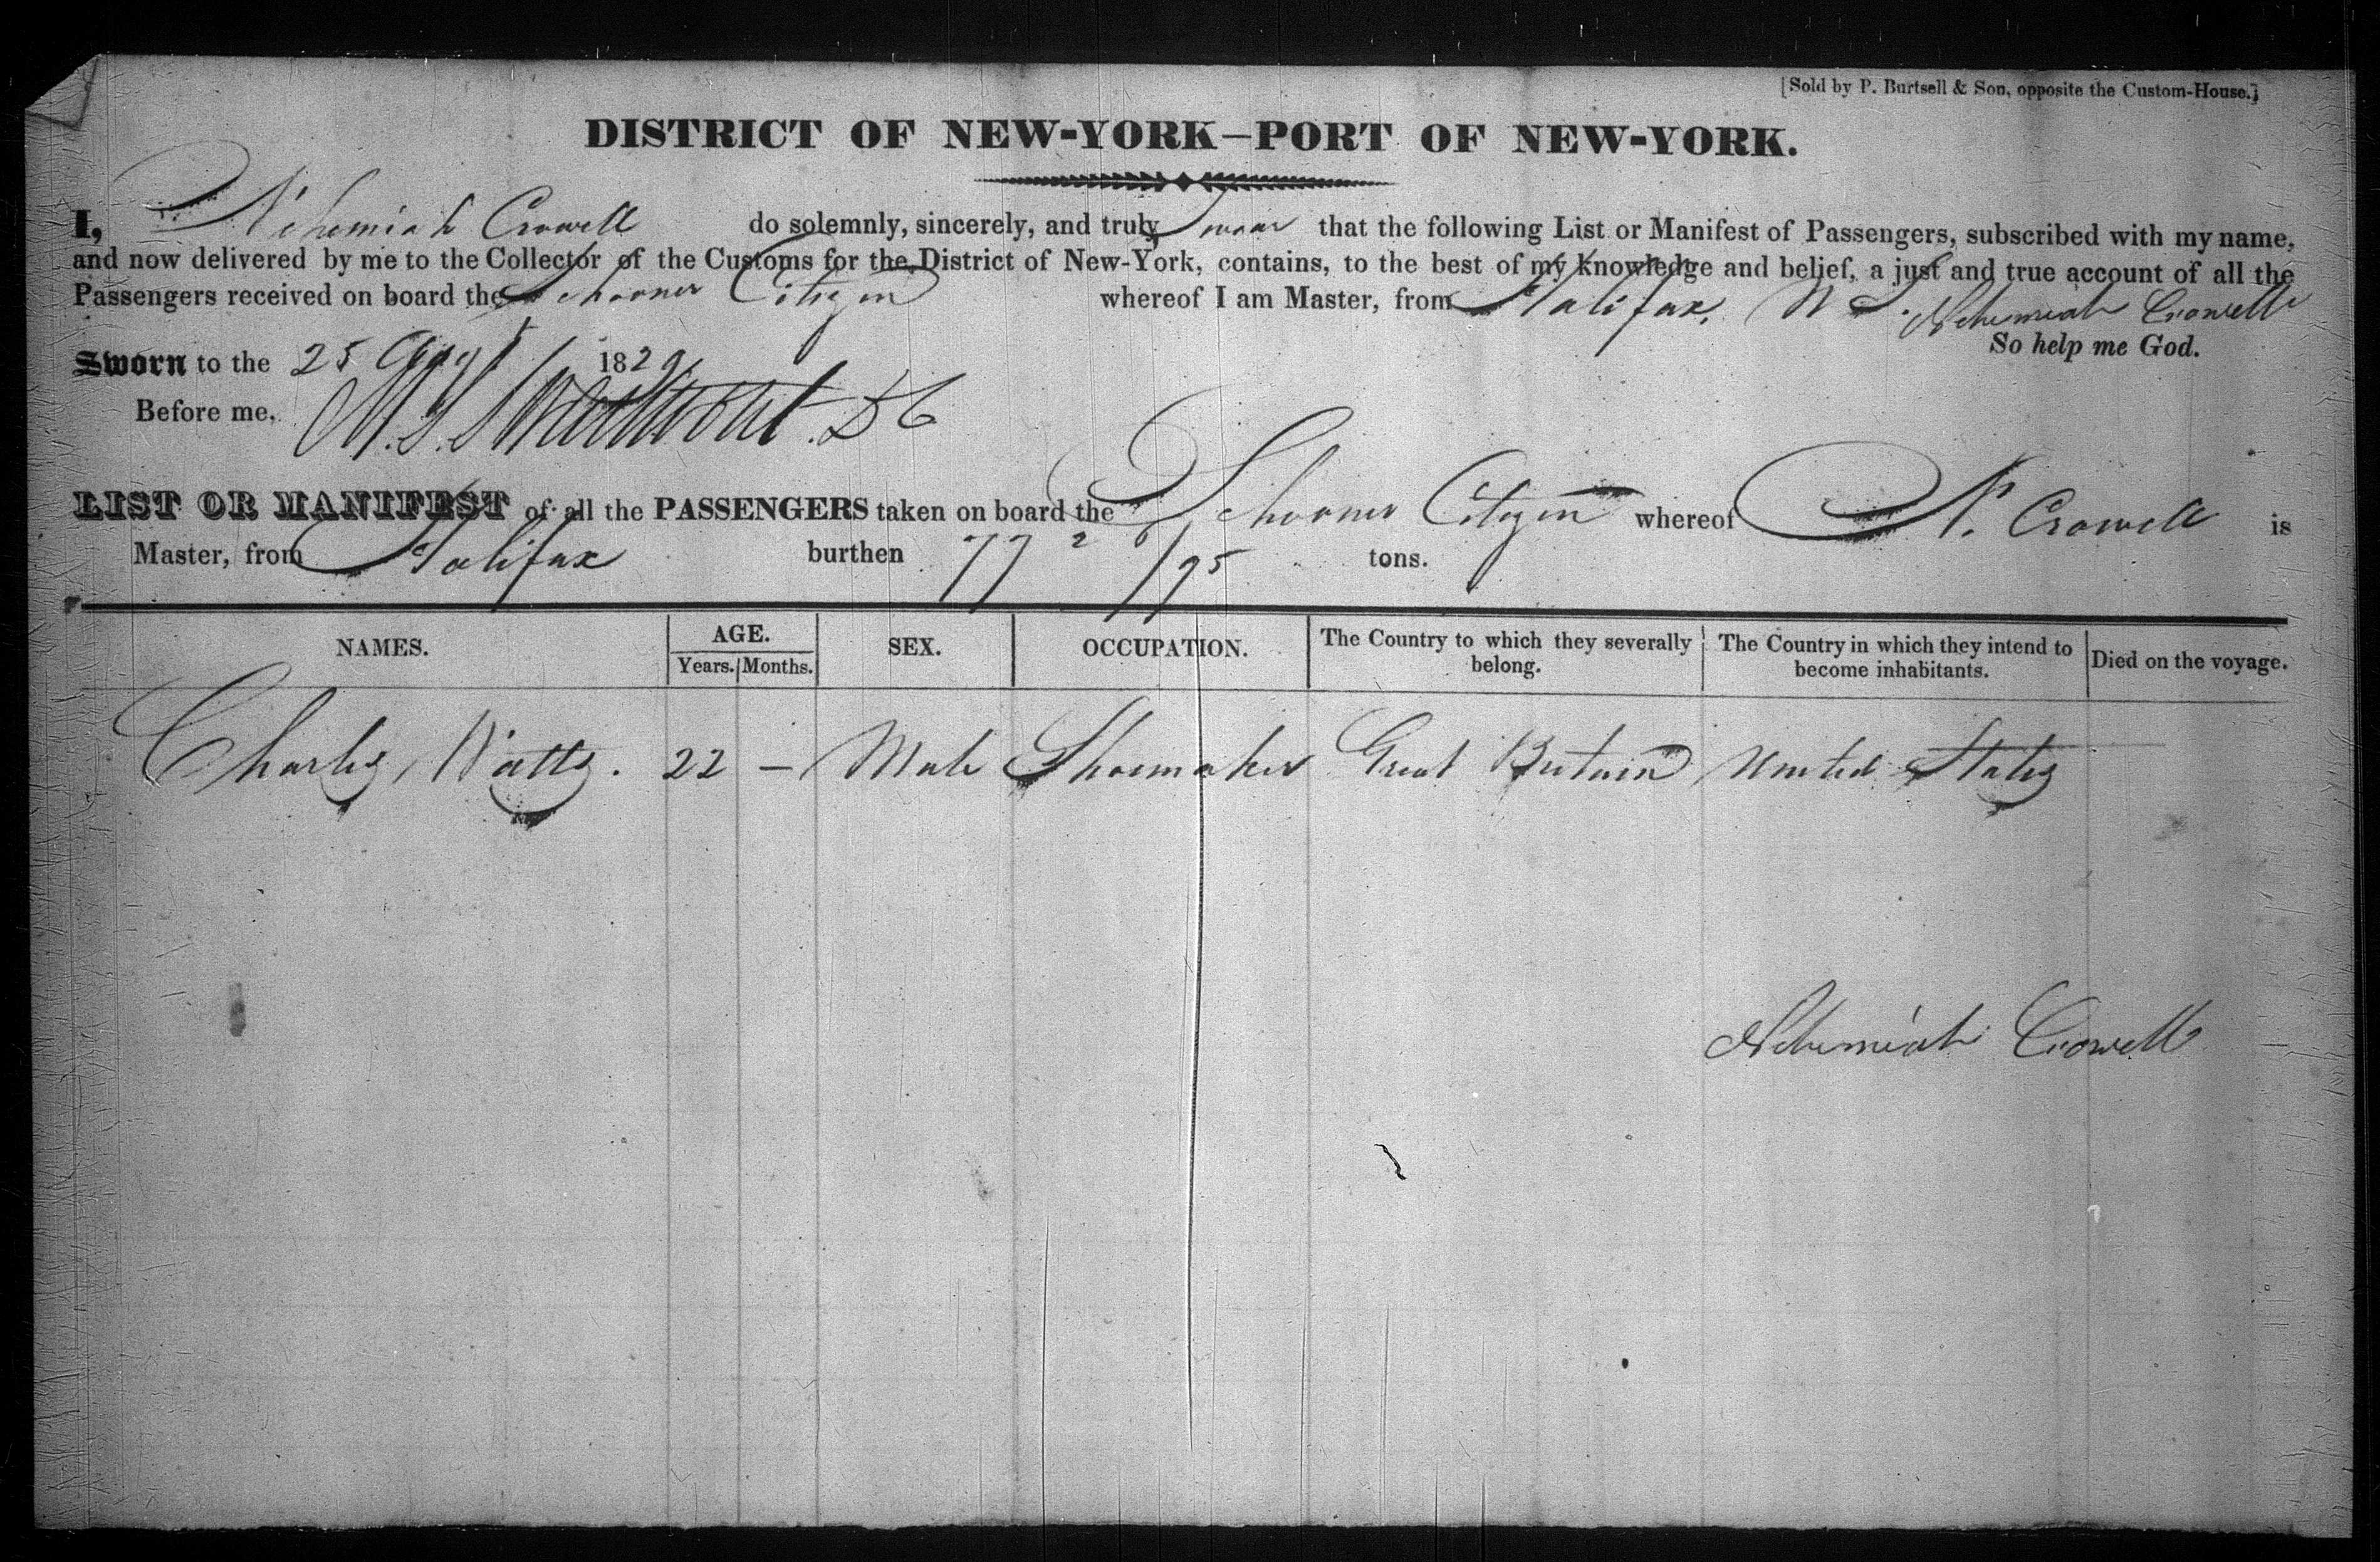 [Sold by P. Burtsell & Son, opposite the Custom-House.]
DISTRICT OF NEW-YORK—PORT OF NEW-YORK.
I, Nehemiah Crowell do solemnly, sincerely, and truly Swear that the following List or Manifest of Passengers, subscribed with my name,
and now delivered by me to the Collector of the Customs for the District of New-York, contains, to the best of my knowledge and belief, a just and true account of all the
Passengers received on board the Schooner Citizen whereof I am Master, from Halifax, N S. Nehemiah Crowell
So help me God.
Sworn to the 25 Augt 1829
Before me, M. S. Swartwout. DC
LIST OR MANIFEST of all the PASSENGERS taken on board the Schooner Citizen whereof N. Crowell is
Master, from Halifax burthen 77 26/95 tons.
NAMES. AGE. SEX. OCCUPATION. The Country to which they severally belong. The Country in which they intend to become inhabitants. Died on the voyage.
Years. Months.
Charles Watts. 22 — Male Shoemaker Great Britain United States
Nehemiah Crowell